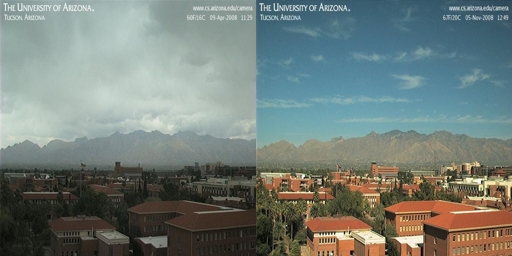 THE UNIVERSITY OF ARIZONA.
TUCSON, ARIZONA
www.cs.arizona.edu/camera
60F/16C 09-Apr-2008 11:29
THE UNIVERSITY OF ARIZONA.
TUCSON, ARIZONA
www.cs.arizona.edu/camera
67F/20C 05-Nov-2008 12:49